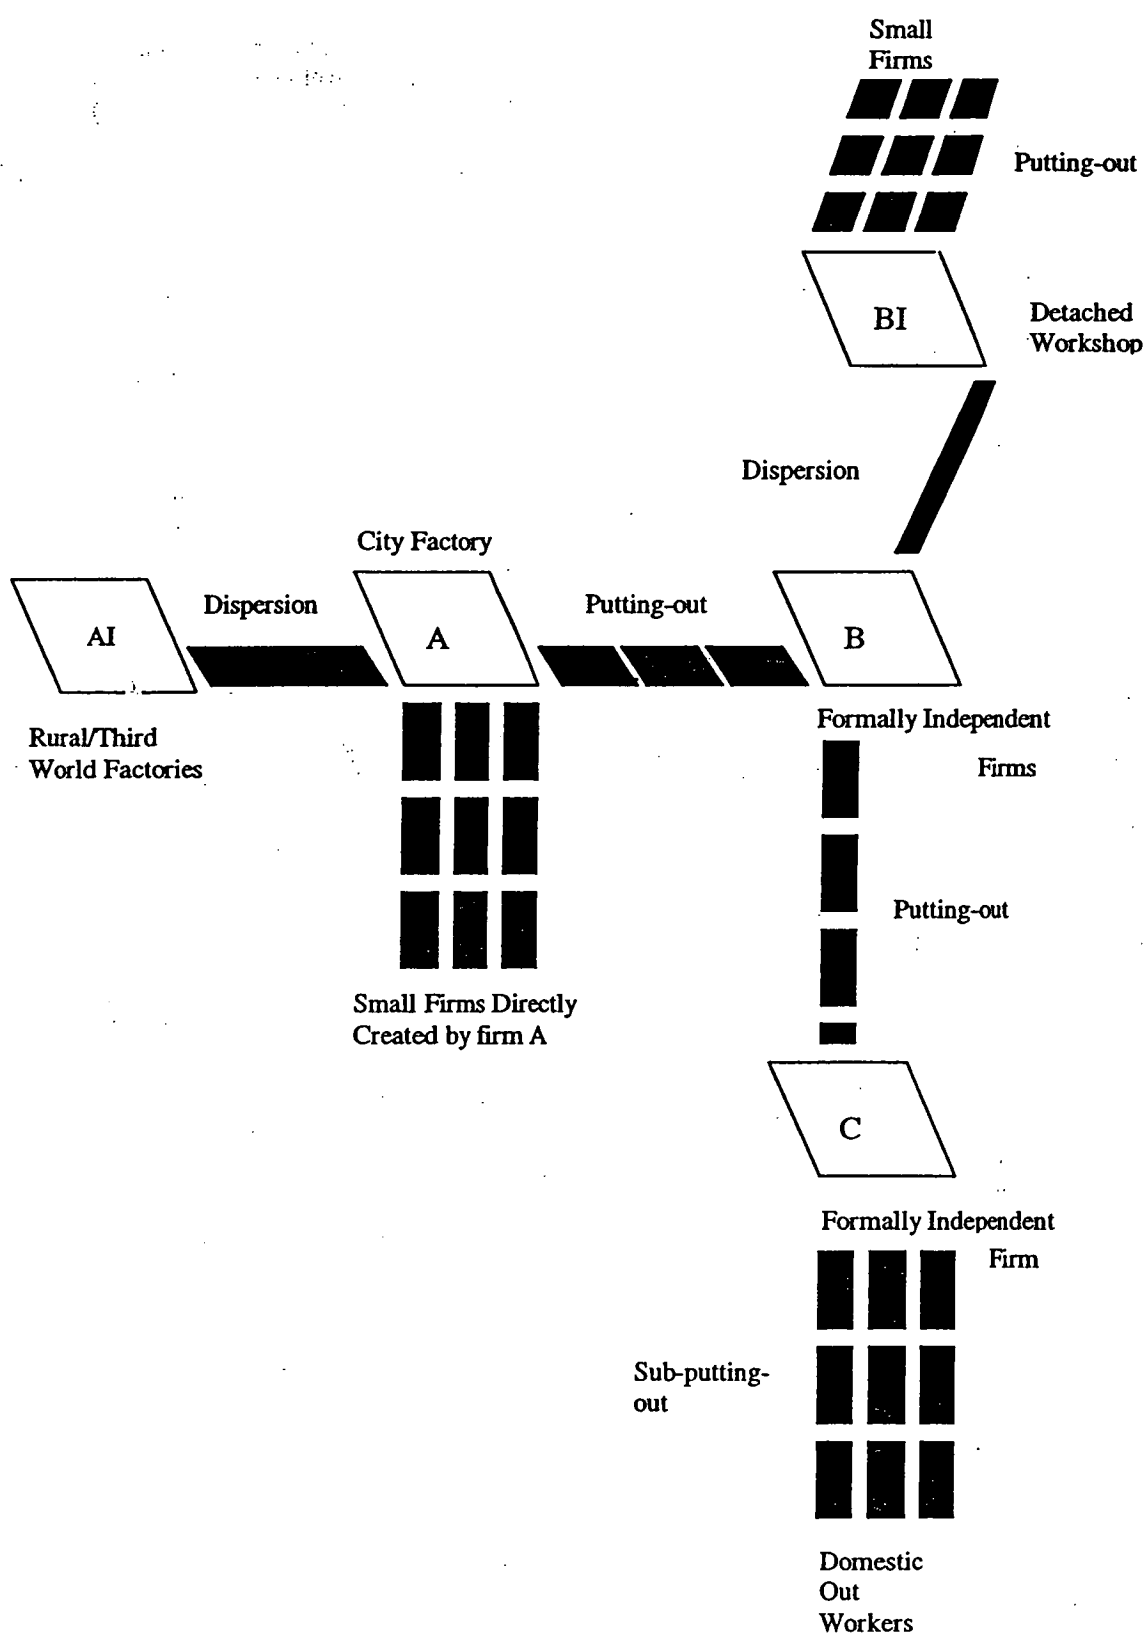 Small
Firms
Putting-out
BI
Detached
Workshop
Dispersion
City Factory
AI
Dispersion
A
Putting-out
B
Rural/Third
World Factories
Formally Independent
Firms
Putting-out
Small Firms Directly
Created by firm A
C
Formally Independent
Firm
Sub-putting-
out
Domestic
Out
Workers